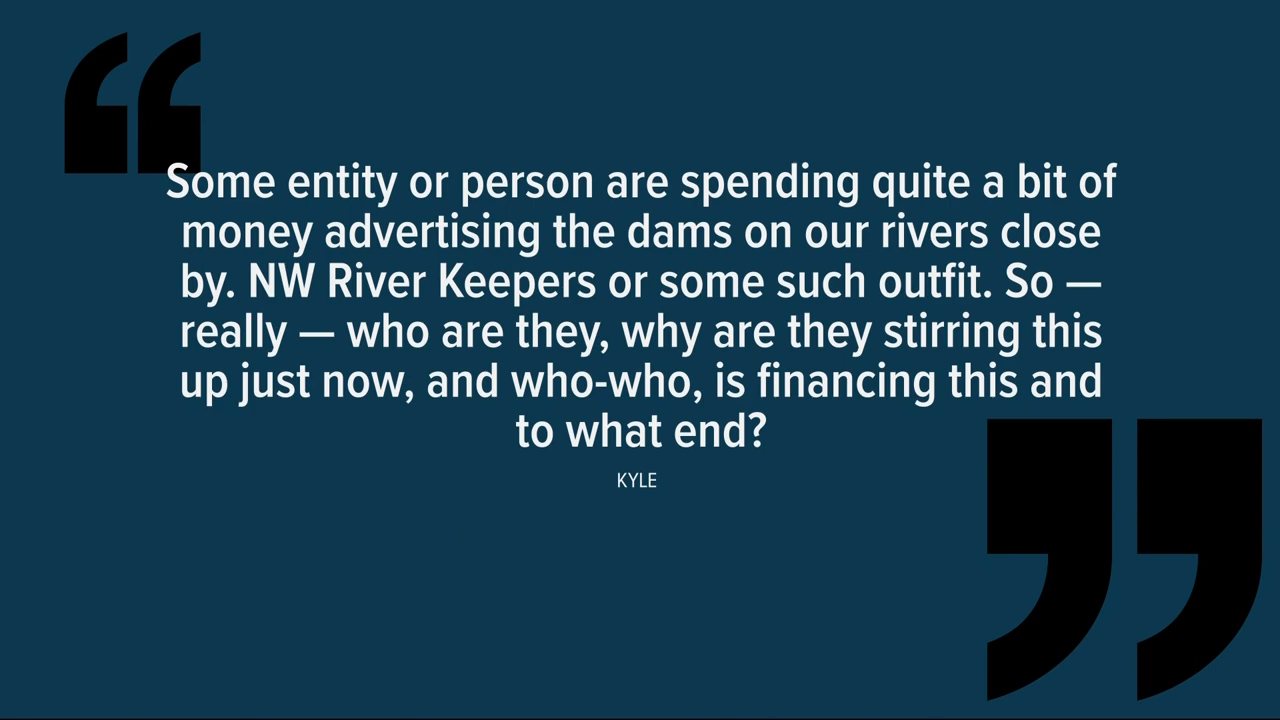 Some entity or person are spending quite a bit of
money advertising the dams on our rivers close
by. NW River Keepers or some such outfit. So —
really — who are they, why are they stirring this
up just now, and who-who, is financing this and
to what end?
KYLE